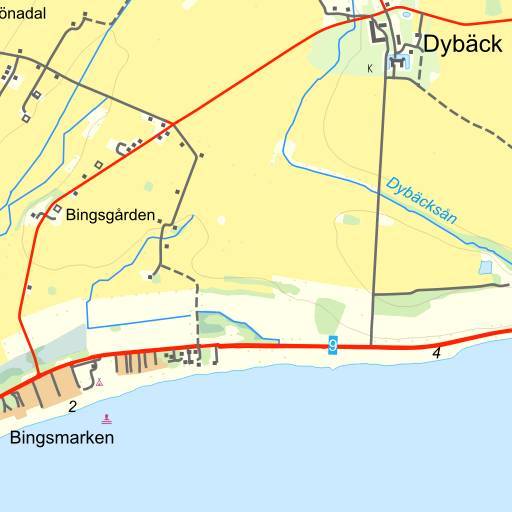 önadal
Dybäck
K
Dybäcksån
Bingsgården
9
4
2
Bingsmarken